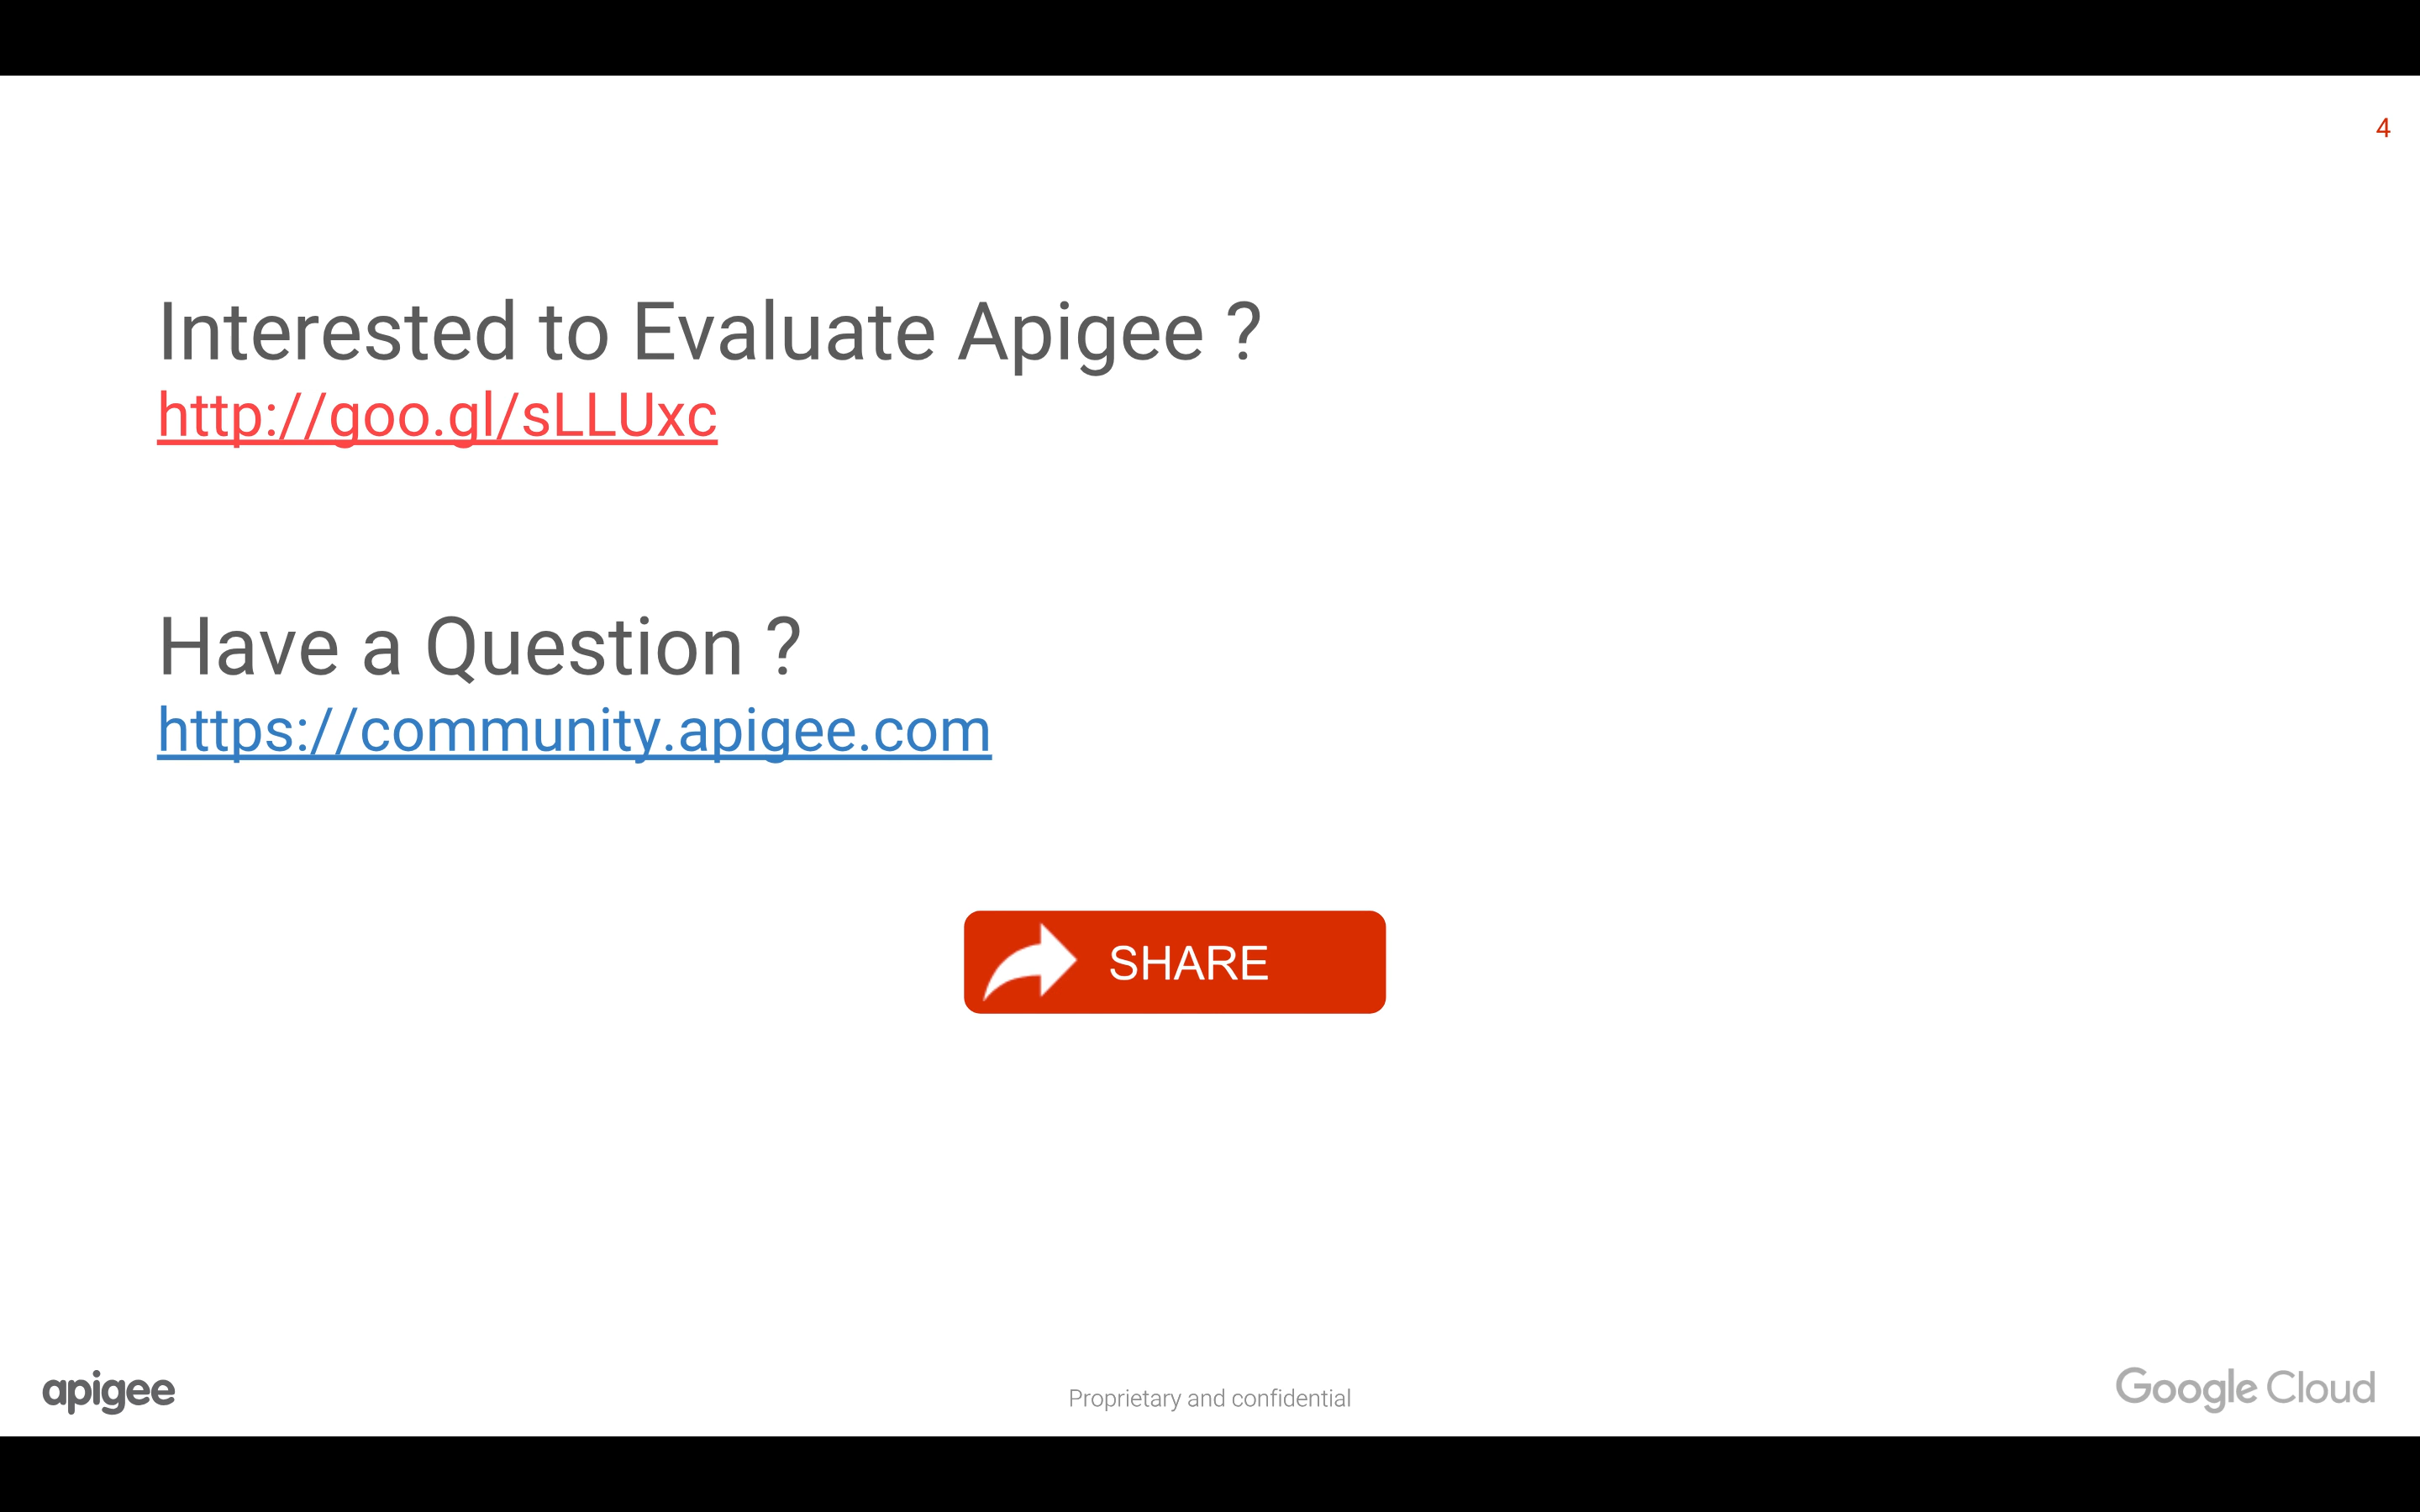 4
Interested to Evaluate Apigee ?
http://goo.gl/sLLUxc
Have a Question ?
https://community.apigee.com
SHARE
apigee
Proprietary and confidential
Google Cloud